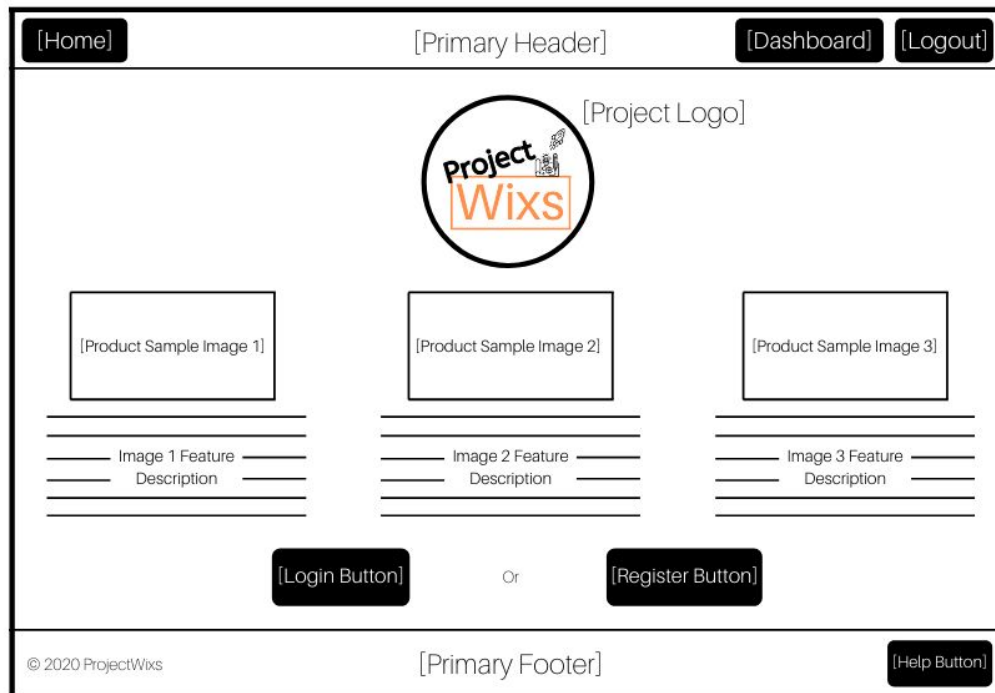 [Home]
[Primary Header]
[Dashboard]
[Logout]
[Project Logo]
Project
Wixs
[Product Sample Image 1]
[Product Sample Image 2]
[Product Sample Image 3]
Image 1 Feature
Description
Image 2 Feature
Description
Image 3 Feature
Description
[Login Button]
Or
[Register Button]
© 2020 ProjectWixs
[Primary Footer]
[Help Button]